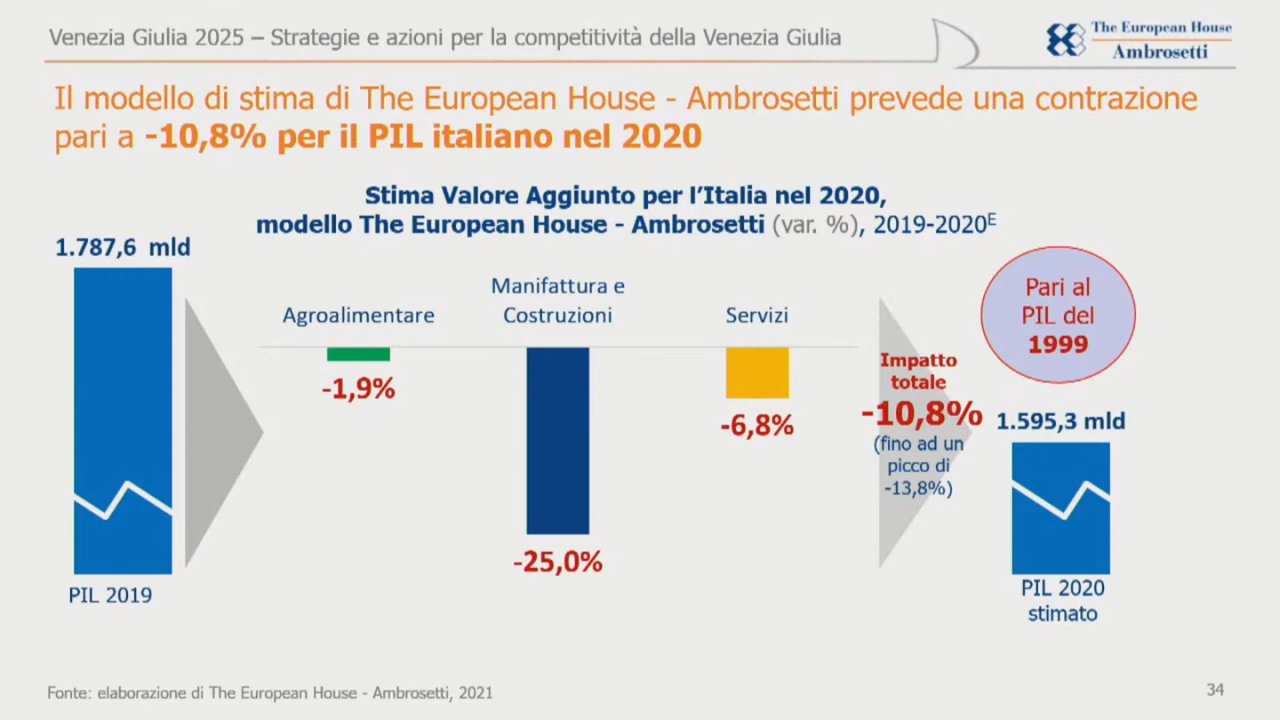 Venezia Giulia 2025 – Strategie e azioni per la competitività della Venezia Giulia
The European House
Ambrosetti
Il modello di stima di The European House - Ambrosetti prevede una contrazione
pari a -10,8% per il PIL italiano nel 2020
Stima Valore Aggiunto per l'Italia nel 2020,
modello The European House - Ambrosetti (var. %), 2019-2020E
1.787,6 mld
PIL 2019
Agroalimentare
-1,9%
Manifattura e
Costruzioni
-25,0%
Servizi
-6,8%
Impatto
totale
-10,8%
(fino ad un
picco di
-13,8%)
Pari al
PIL del
1999
1.595,3 mld
PIL 2020
stimato
Fonte: elaborazione di The European House - Ambrosetti, 2021
34